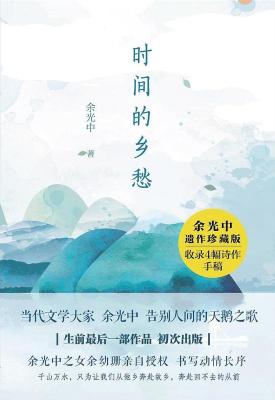 时间的乡愁
余光中 著
余光中
遗作珍藏版
收录4幅诗作
手稿
当代文学大家 余光中 告别人间的天鹅之歌
生前最后一部作品 初次出版
余光中之女余幼珊亲自授权 书写动情长序
千山万水,只为让我们从他乡奔赴故乡,奔赴回不去的从前